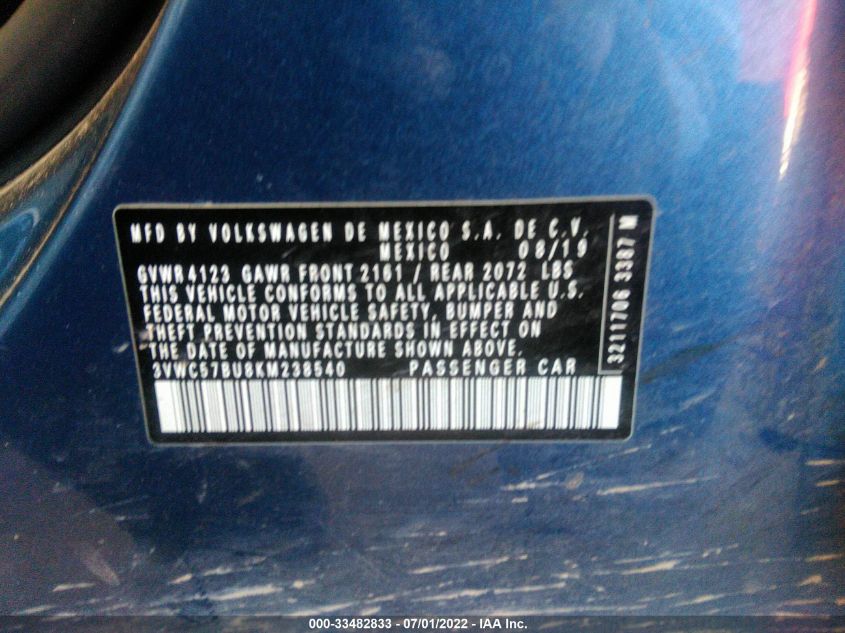 MFD BY VOLKSWAGEN DE MEXICO S.A. DE C.V.
MEXICO 08/19
GVWR 4123 GAWR FRONT 2161 / REAR 2072 LBS
THIS VEHICLE CONFORMS TO ALL APPLICABLE U.S.
FEDERAL MOTOR VEHICLE SAFETY, BUMPER AND
THEFT PREVENTION STANDARDS IN EFFECT ON
THE DATE OF MANUFACTURE SHOWN ABOVE.
3VWC57BU8KM238540 PASSENGER CAR
3211706 3387 M
000-33482833 - 07/01/2022 - IAA Inc.